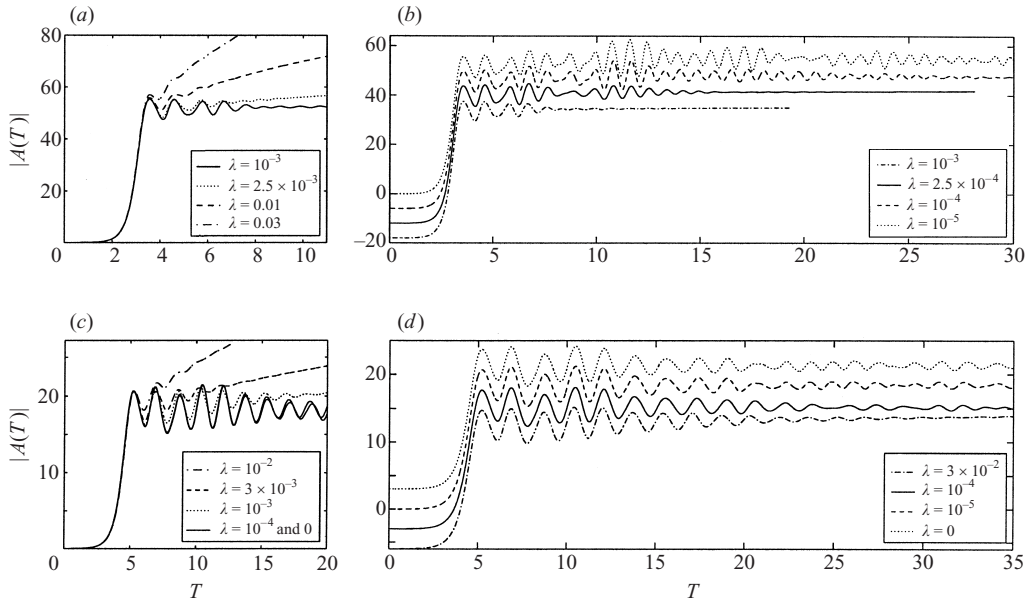 (a)
80
60
40
20
0
2
4
6
8
10
|A(T)|
λ = 10⁻³
λ = 2.5 × 10⁻³
λ = 0.01
λ = 0.03
(b)
60
40
20
0
−20
0
5
10
15
20
25
30
λ = 10⁻³
λ = 2.5 × 10⁻⁴
λ = 10⁻⁴
λ = 10⁻⁵
(c)
20
10
0
0
5
10
15
20
|A(T)|
T
λ = 10⁻²
λ = 3 × 10⁻³
λ = 10⁻³
λ = 10⁻⁴ and 0
(d)
20
15
10
5
0
−5
0
5
10
15
20
25
30
35
T
λ = 3 × 10⁻²
λ = 10⁻⁴
λ = 10⁻⁵
λ = 0